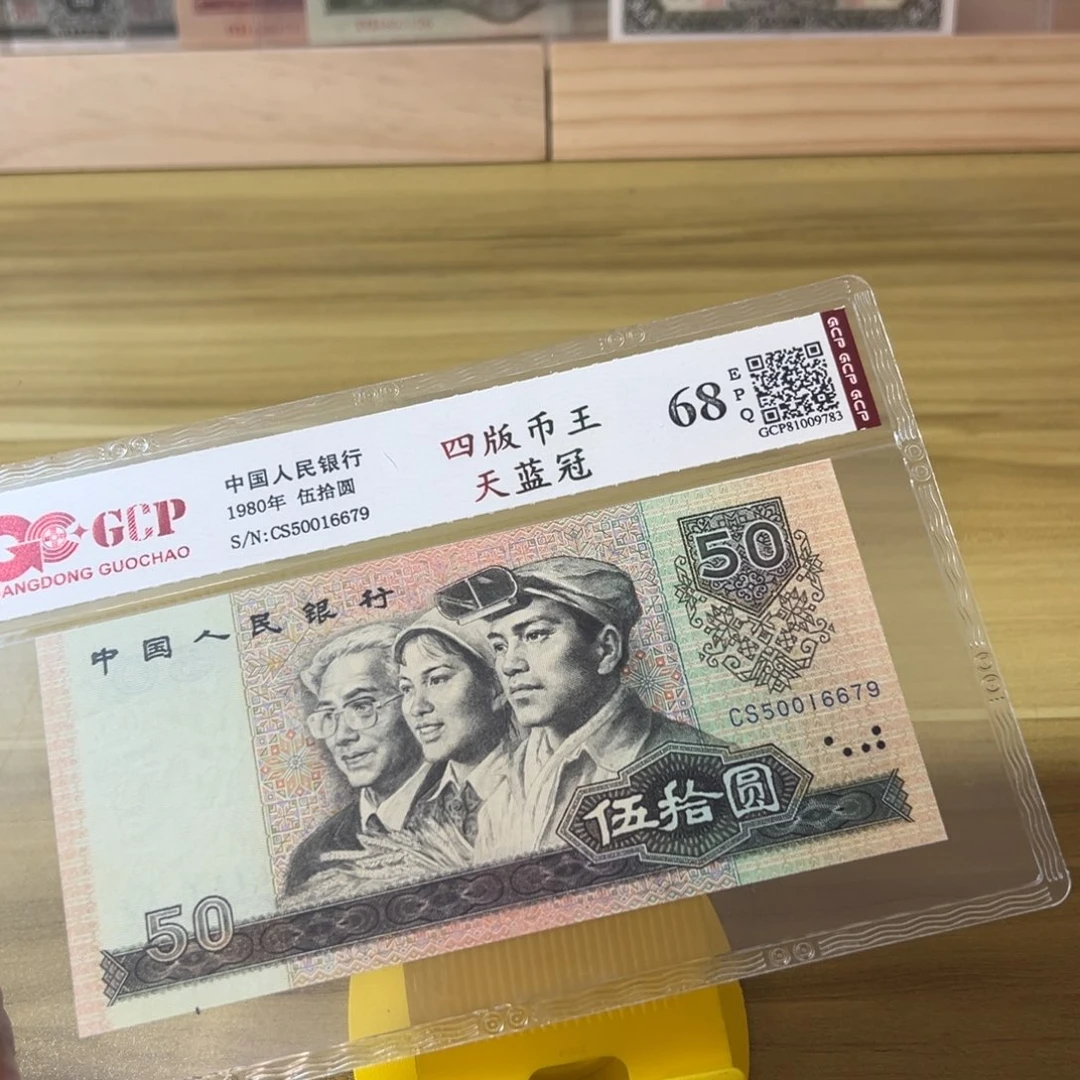 GCP
ANGDONG GUOCHAO
中国人民银行
1980年 伍拾圆
S/N:CS50016679
四版币王
天蓝冠
68
EPQ
GCP81009783
GCP GCP GCP
中国人民银行
50
CS50016679
伍拾圆
50